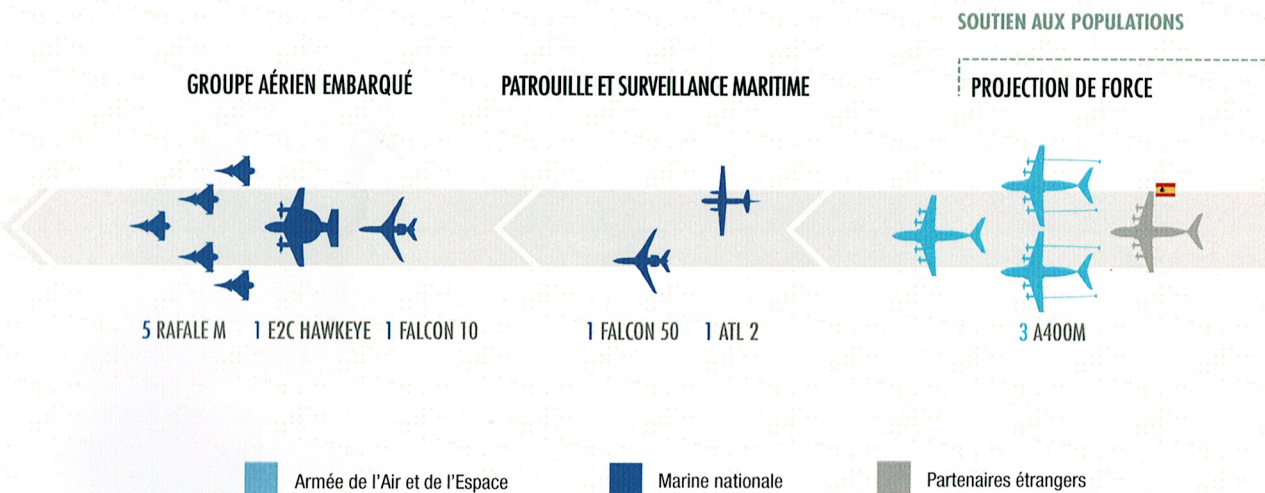 SOUTIEN AUX POPULATIONS
GROUPE AÉRIEN EMBARQUÉ
PATROUILLE ET SURVEILLANCE MARITIME
PROJECTION DE FORCE
5 RAFALE M
1 E2C HAWKEYE
1 FALCON 10
1 FALCON 50
1 ATL 2
3 A400M
Armée de l'Air et de l'Espace
Marine nationale
Partenaires étrangers